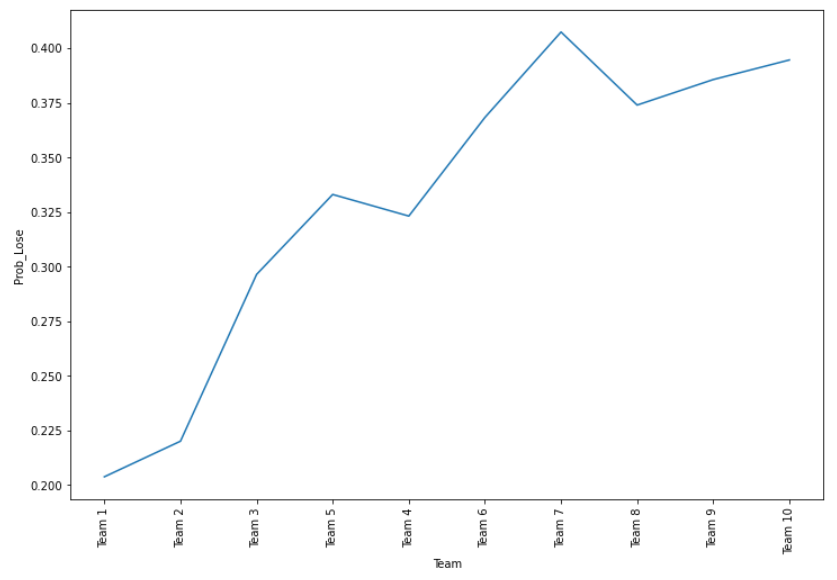 0.400
0.375
0.350
0.325
0.300
0.275
0.250
0.225
0.200
Prob_Lose
Team 1
Team 2
Team 3
Team 5
Team 4
Team 6
Team 7
Team 8
Team 9
Team 10
Team